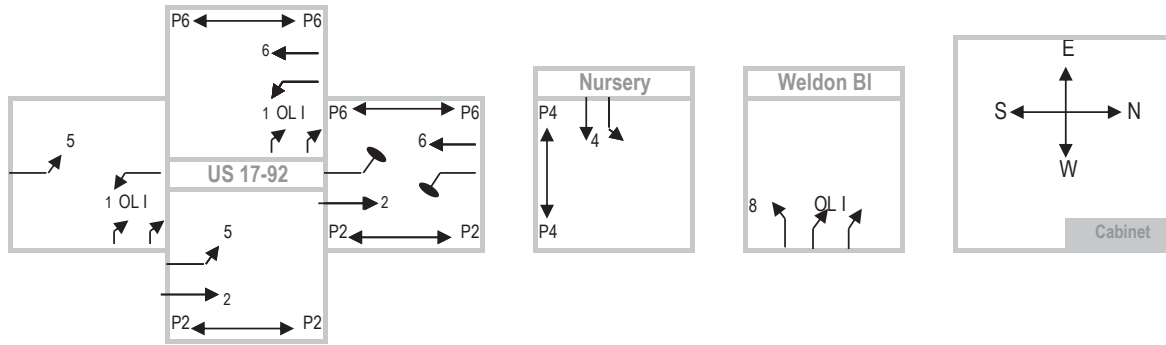 P6 P6
6
1 OL I
P6 P6
6
5
1 OL I
US 17-92
2
5
P2 P2
2
P2 P2
Nursery
P4
4
P4
Weldon Bl
8 OL I
E
S N
W
Cabinet